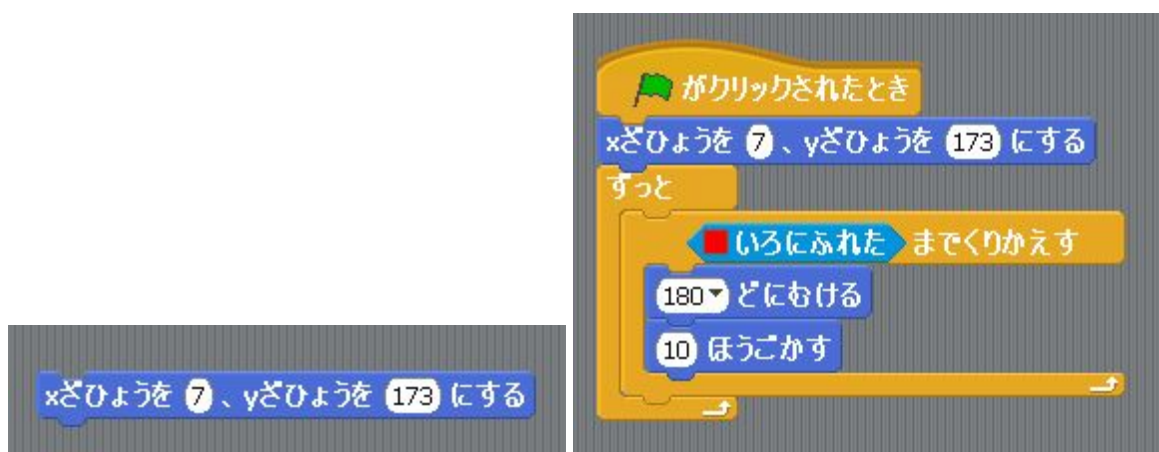 xざひょうを 7 、yざひょうを 173 にする
がクリックされたとき
xざひょうを 7 、yざひょうを 173 にする
ずっと
いろにふれた までくりかえす
180 どにむける
10 ほうごかす